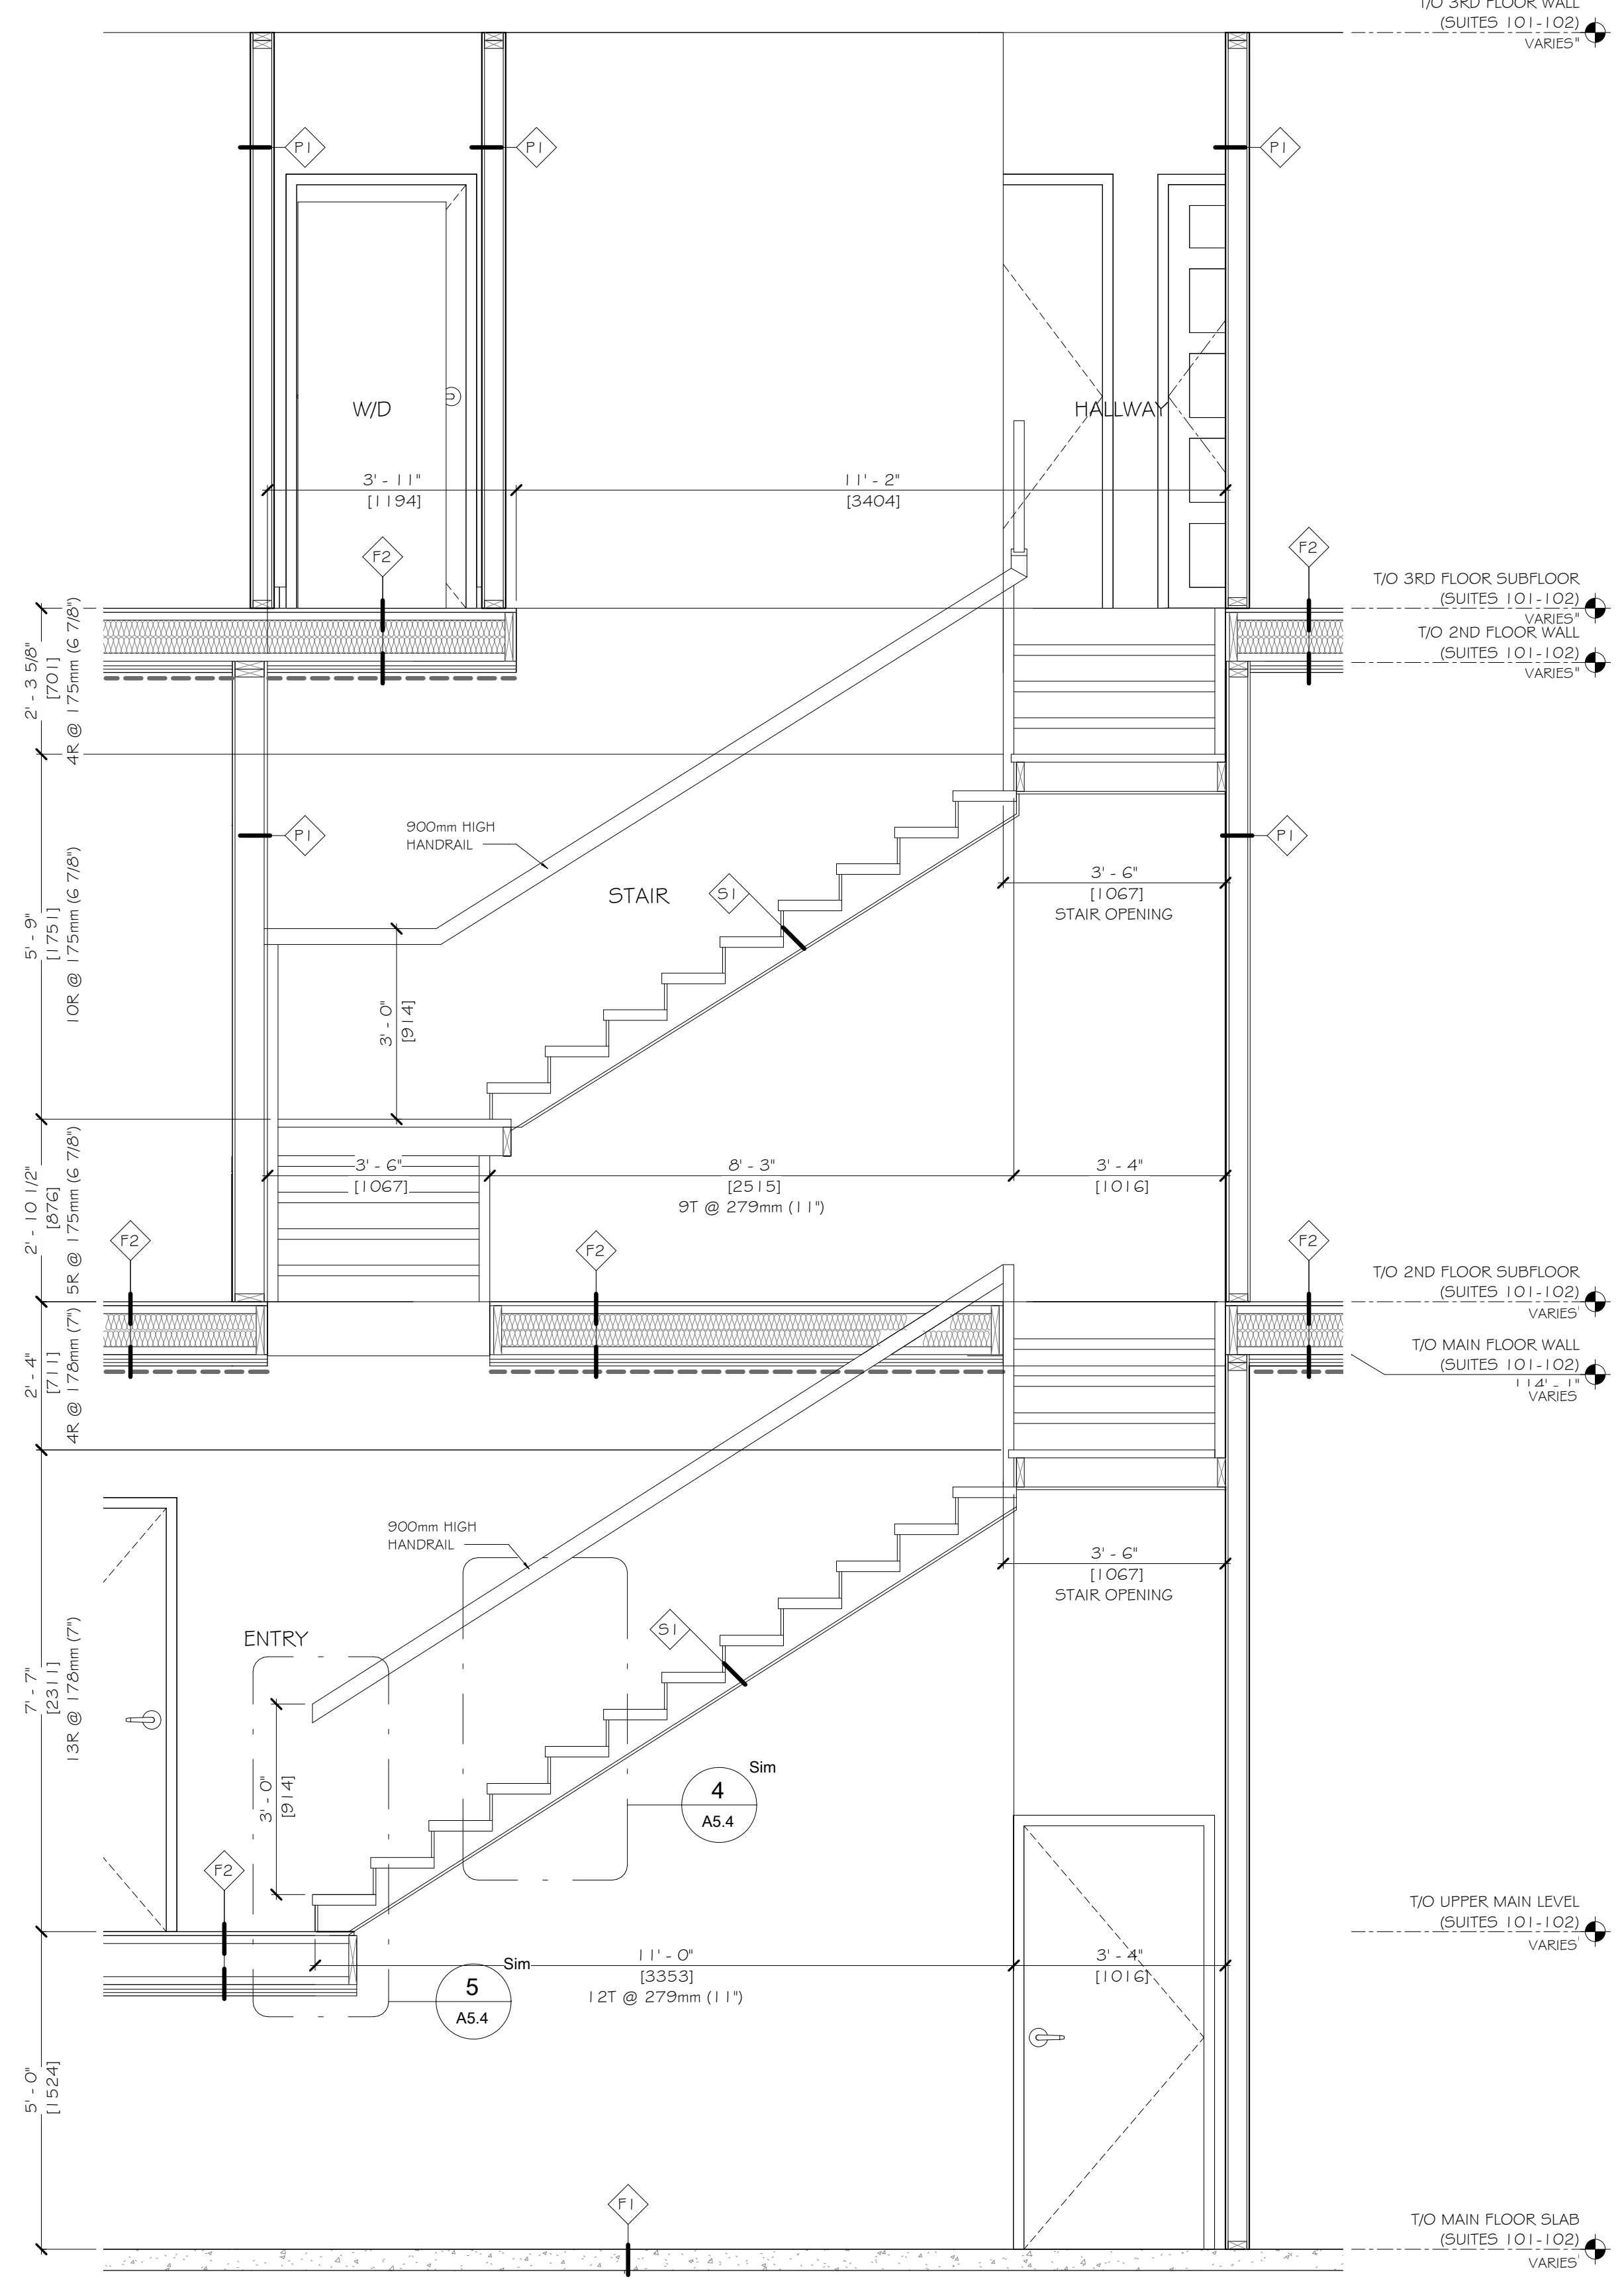 T/O 3RD FLOOR WALL
(SUITES 101-102)
VARIES"
P1
P1
P1
W/D
HALLWAY
3' - 11"
[1194]
11' - 2"
[3404]
F2
F2
T/O 3RD FLOOR SUBFLOOR
(SUITES 101-102)
VARIES"
T/O 2ND FLOOR WALL
(SUITES 101-102)
VARIES"
2' - 3 5/8"
[701]
4R @ 175mm (6 7/8")
P1
900mm HIGH
HANDRAIL
STAIR
S1
P1
3' - 6"
[1067]
STAIR OPENING
5' - 9"
[1751]
10R @ 175mm (6 7/8")
3' - 0"
[914]
3' - 6"
[1067]
8' - 3"
[2515]
9T @ 279mm (11")
3' - 4"
[1016]
2' - 10 1/2"
[876]
5R @ 175mm (6 7/8")
F2
F2
F2
T/O 2ND FLOOR SUBFLOOR
(SUITES 101-102)
VARIES'
T/O MAIN FLOOR WALL
(SUITES 101-102)
114' - 1"
VARIES
2' - 4"
[711]
4R @ 178mm (7")
900mm HIGH
HANDRAIL
3' - 6"
[1067]
STAIR OPENING
ENTRY
S1
7' - 7"
[2311]
13R @ 178mm (7")
3' - 0"
[914]
Sim
4
A5.4
F2
T/O UPPER MAIN LEVEL
(SUITES 101-102)
VARIES'
Sim
5
A5.4
11' - 0"
[3353]
12T @ 279mm (11")
3' - 4"
[1016]
5' - 0"
[1524]
F1
T/O MAIN FLOOR SLAB
(SUITES 101-102)
VARIES'